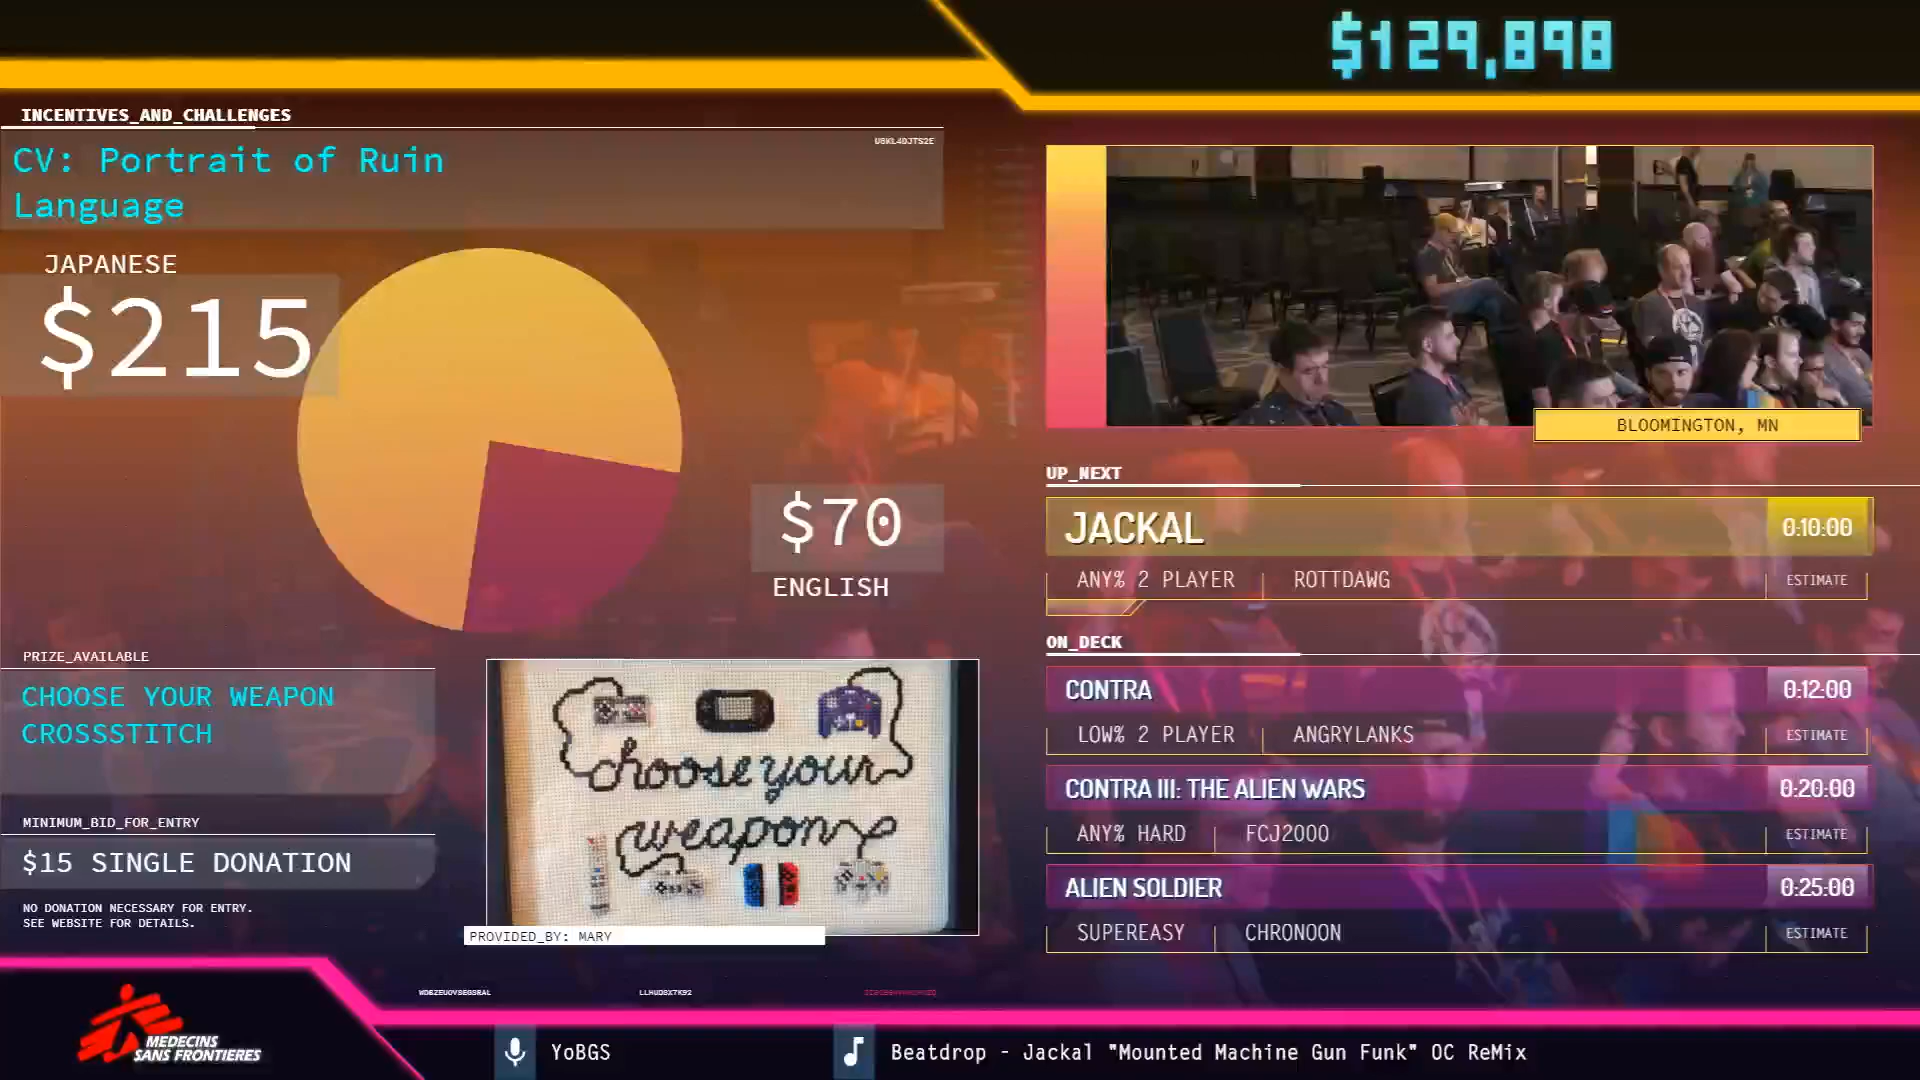 $129,898
INCENTIVES_AND_CHALLENGES
CV: Portrait of Ruin
Language
JAPANESE
$215
$70
ENGLISH
PRIZE_AVAILABLE
CHOOSE YOUR WEAPON
CROSSSTITCH
MINIMUM_BID_FOR_ENTRY
$15 SINGLE DONATION
NO DONATION NECESSARY FOR ENTRY.
SEE WEBSITE FOR DETAILS.
choose your
weapon
PROVIDED_BY: MARY
BLOOMINGTON, MN
UP_NEXT
JACKAL 0:10:00
ANY% 2 PLAYER ROTTDAWG ESTIMATE
ON_DECK
CONTRA 0:12:00
LOW% 2 PLAYER ANGRYLANKS ESTIMATE
CONTRA III: THE ALIEN WARS 0:20:00
ANY% HARD FCJ2000 ESTIMATE
ALIEN SOLDIER 0:25:00
SUPEREASY CHRONOON ESTIMATE
MEDECINS
SANS FRONTIERES
YoBGS
Beatdrop - Jackal "Mounted Machine Gun Funk" OC ReMix